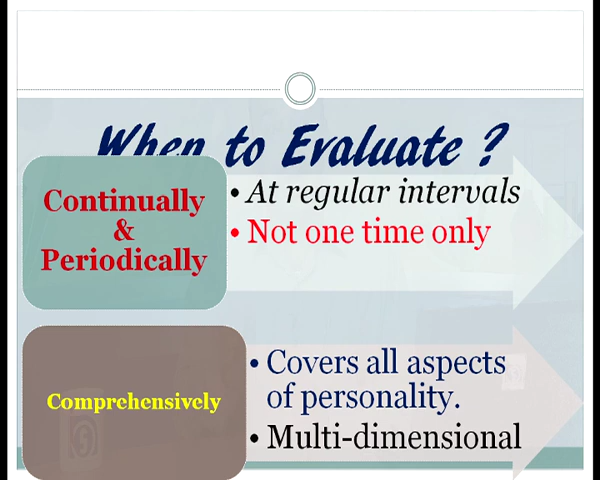 When to Evaluate ?
Continually
&
Periodically
• At regular intervals
• Not one time only
Comprehensively
• Covers all aspects
of personality.
• Multi-dimensional